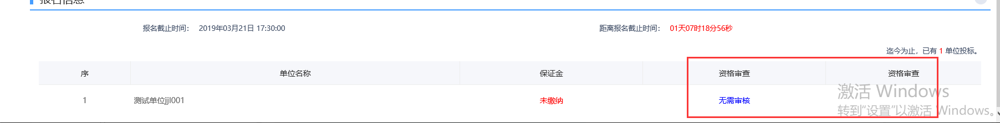 报名信息
报名截止时间： 2019年03月21日 17:30:00 距离报名截止时间： 01天07时18分56秒
迄今为止，已有 1 单位投标。
序 单位名称 保证金 资格审查 资格审查
1 测试单位jjl001 未缴纳 无需审核
激活 Windows
转到“设置”以激活 Windows。